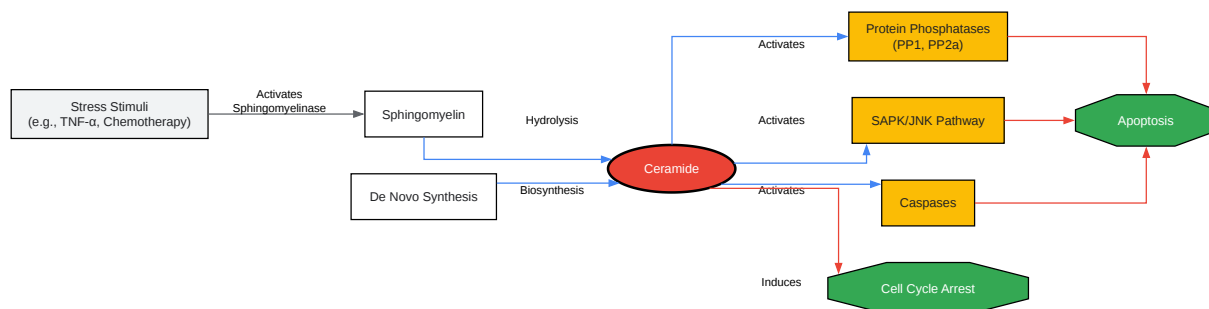 Stress Stimuli
(e.g., TNF-α, Chemotherapy)
Activates
Sphingomyelinase
Sphingomyelin
De Novo Synthesis
Hydrolysis
Biosynthesis
Ceramide
Activates
Activates
Activates
Induces
Protein Phosphatases
(PP1, PP2a)
SAPK/JNK Pathway
Caspases
Cell Cycle Arrest
Apoptosis